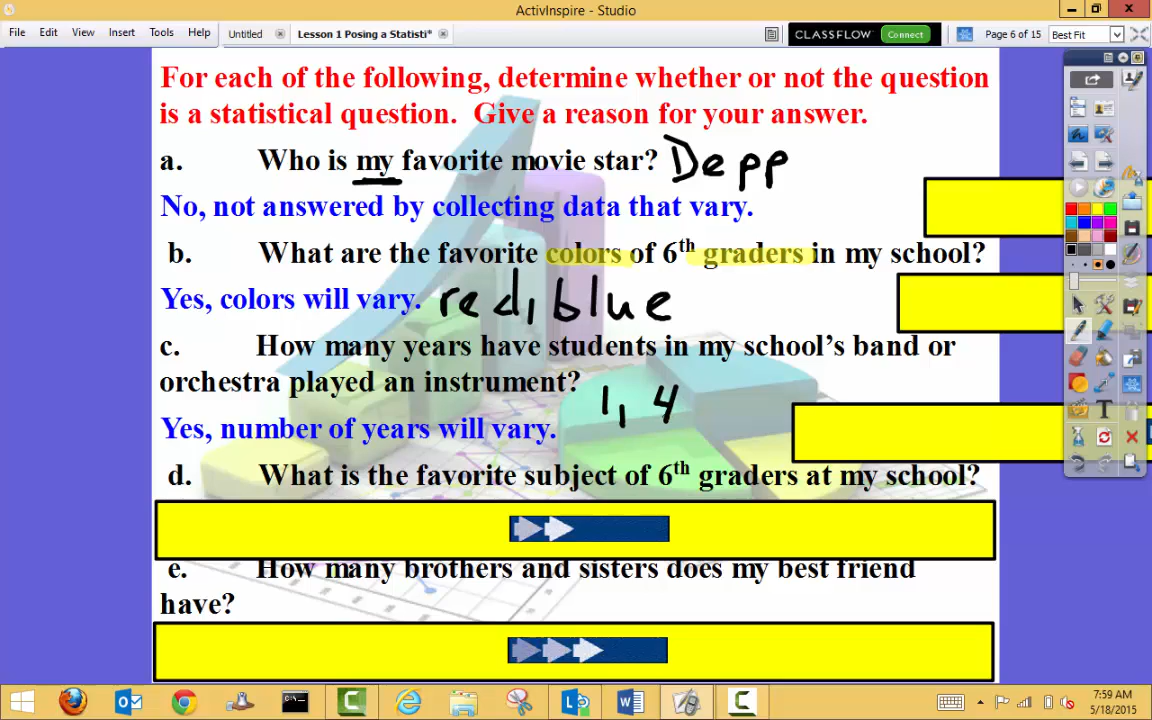 ActivInspire - Studio
File Edit View Insert Tools Help Untitled Lesson 1 Posing a Statisti* CLASSFLOW Connect Page 6 of 15 Best Fit
For each of the following, determine whether or not the question
is a statistical question. Give a reason for your answer.
a. Who is my favorite movie star? Depp
No, not answered by collecting data that vary.
b. What are the favorite colors of 6th graders in my school?
Yes, colors will vary. red, blue
c. How many years have students in my school's band or
orchestra played an instrument?
1, 4
Yes, number of years will vary.
d. What is the favorite subject of 6th graders at my school?
e. How many brothers and sisters does my best friend
have?
7:59 AM
5/18/2015